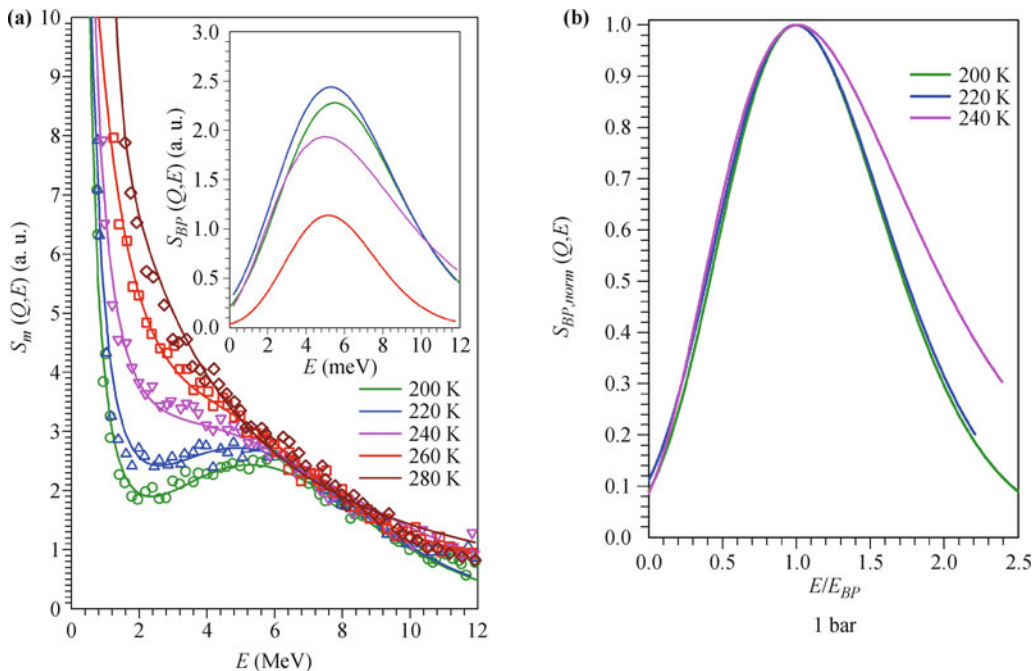 (a)
10
9
8
7
6
5
4
3
2
1
0
S_m (Q,E) (a. u.)
0 2 4 6 8 10 12
E (MeV)
3.0
2.5
2.0
1.5
1.0
0.5
0.0
S_BP (Q,E) (a. u.)
0 2 4 6 8 10 12
E (meV)
200 K
220 K
240 K
260 K
280 K
(b)
1.0
0.9
0.8
0.7
0.6
0.5
0.4
0.3
0.2
0.1
0.0
S_BP,norm (Q,E)
200 K
220 K
240 K
0.0 0.5 1.0 1.5 2.0 2.5
E/E_BP
1 bar